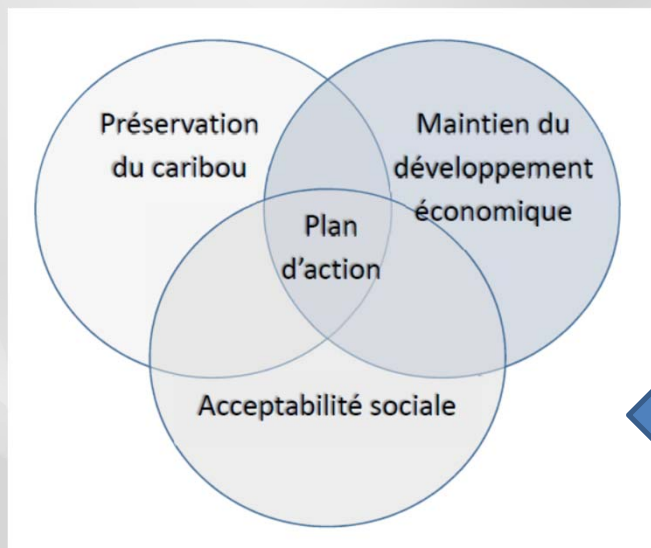 Préservation
du caribou
Maintien du
développement
économique
Plan
d’action
Acceptabilité sociale